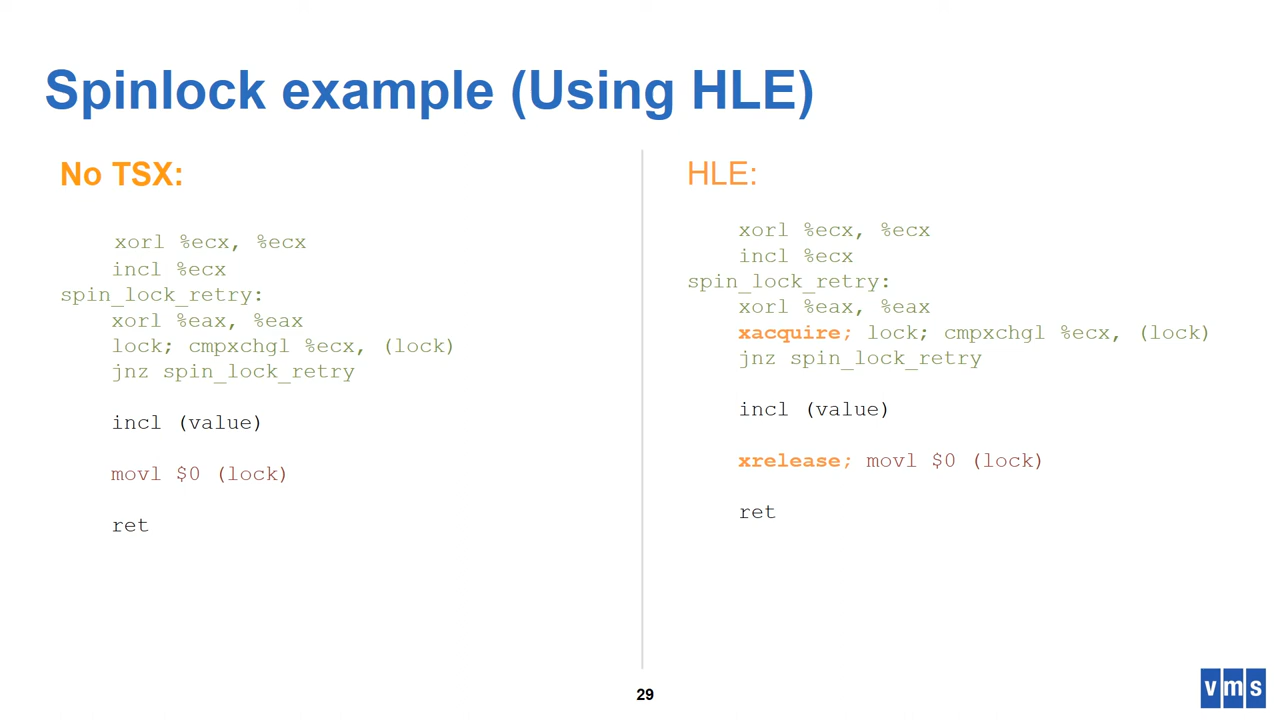 Spinlock example (Using HLE)
No TSX:
xorl %ecx, %ecx
incl %ecx
spin_lock_retry:
xorl %eax, %eax
lock; cmpxchgl %ecx, (lock)
jnz spin_lock_retry
incl (value)
movl $0 (lock)
ret
HLE:
xorl %ecx, %ecx
incl %ecx
spin_lock_retry:
xorl %eax, %eax
xacquire; lock; cmpxchgl %ecx, (lock)
jnz spin_lock_retry
incl (value)
xrelease; movl $0 (lock)
ret
29
vms